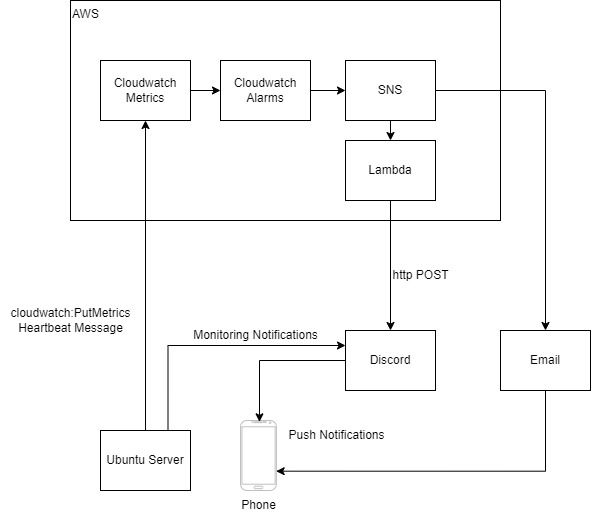 AWS
Cloudwatch
Metrics
Cloudwatch
Alarms
SNS
Lambda
http POST
cloudwatch:PutMetrics
Heartbeat Message
Monitoring Notifications
Discord
Email
Push Notifications
Ubuntu Server
Phone